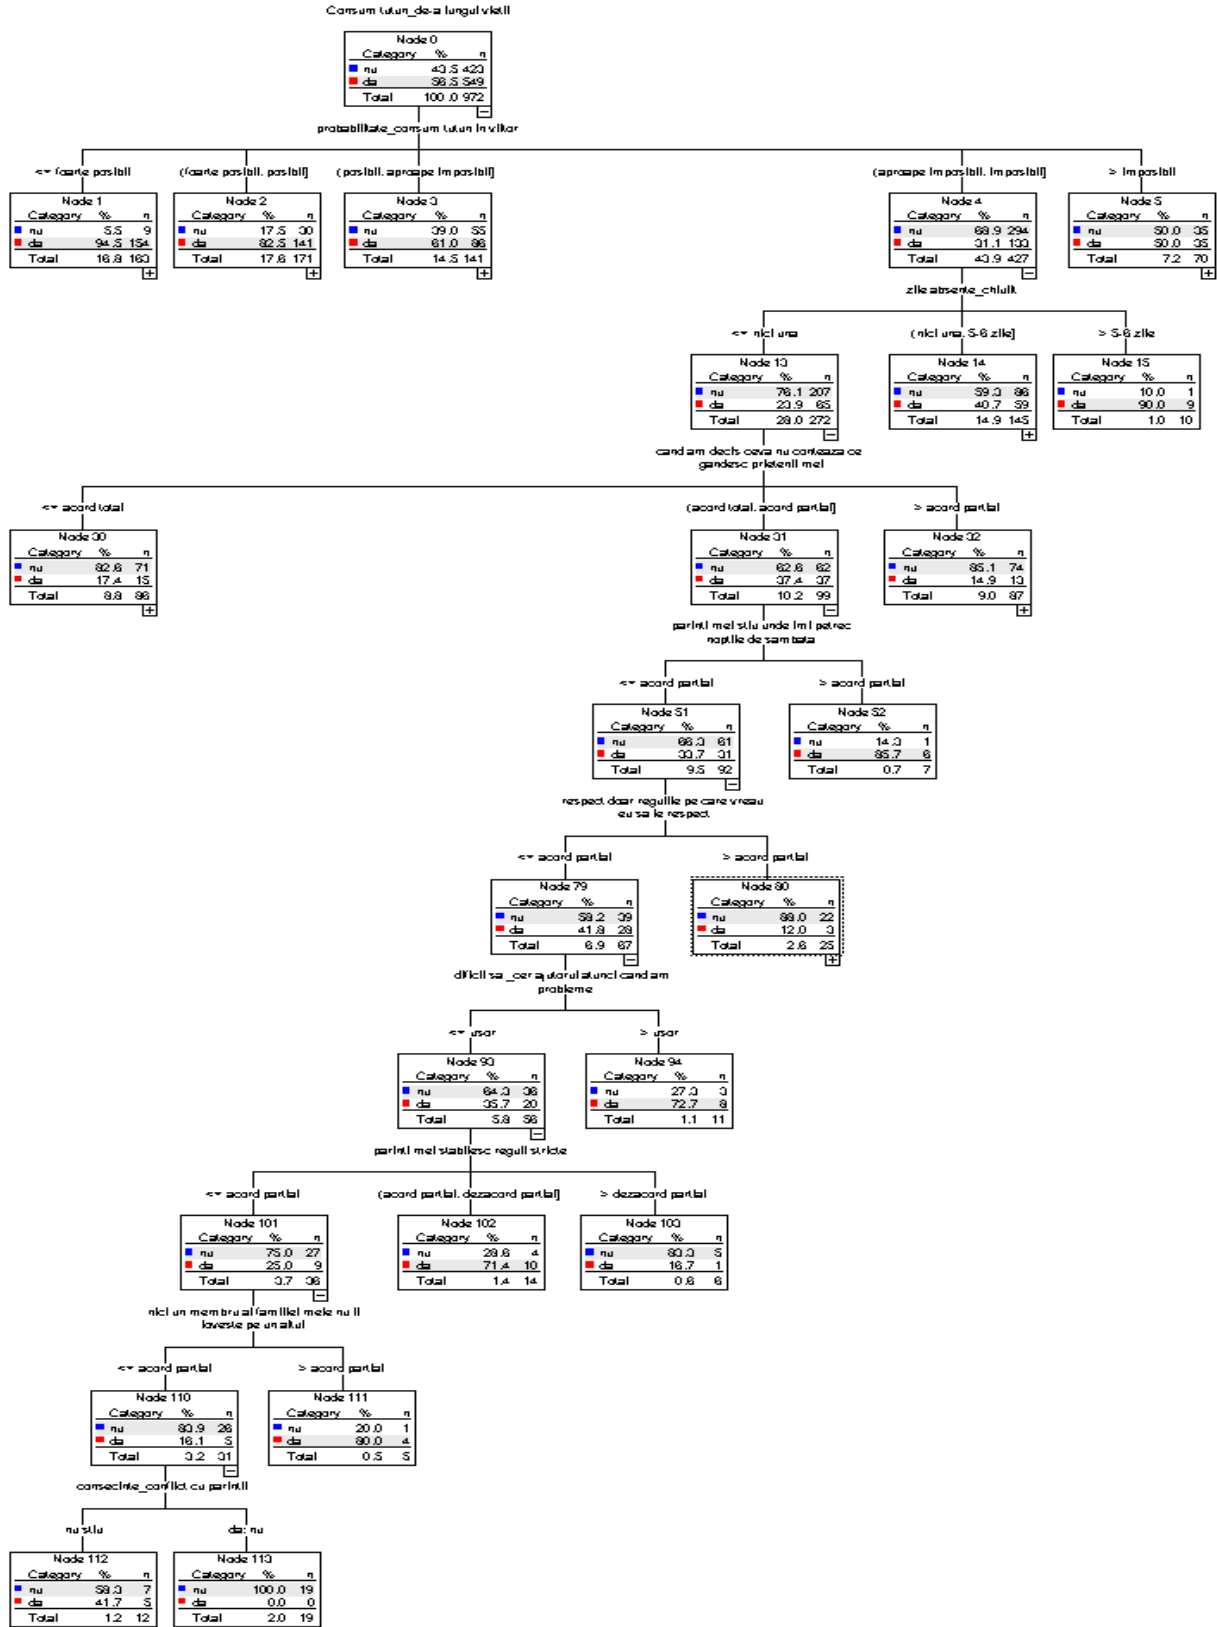 Consum tutun_de-a lungul vietii
Node 0
Category % n
nu 43.5 423
da 56.5 549
Total 100.0 972
probabilitate_consum tutun in viitor
<= foarte posibil
(foarte posibil, posibil]
(posibil, aproape imposibil]
(aproape imposibil, imposibil]
> imposibil
Node 1
Category % n
nu 5.5 9
da 94.5 154
Total 16.8 163
Node 2
Category % n
nu 17.5 30
da 82.5 141
Total 17.6 171
Node 3
Category % n
nu 39.0 55
da 61.0 86
Total 14.5 141
Node 4
Category % n
nu 68.9 294
da 31.1 133
Total 43.9 427
Node 5
Category % n
nu 50.0 35
da 50.0 35
Total 7.2 70
zile absente_chiulit
<= nici una
(nici una, 5-6 zile]
> 5-6 zile
Node 13
Category % n
nu 76.1 207
da 23.9 65
Total 28.0 272
Node 14
Category % n
nu 59.3 86
da 40.7 59
Total 14.9 145
Node 15
Category % n
nu 10.0 1
da 90.0 9
Total 1.0 10
cand am decis ceva nu conteaza ce
gandesc prietenii mei
<= acord total
(acord total, acord partial]
> acord partial
Node 30
Category % n
nu 82.6 71
da 17.4 15
Total 8.8 86
Node 31
Category % n
nu 62.6 62
da 37.4 37
Total 10.2 99
Node 32
Category % n
nu 85.1 74
da 14.9 13
Total 9.0 87
parintii mei stiu unde imi petrec
noptile de sambata
<= acord partial
> acord partial
Node 51
Category % n
nu 66.3 61
da 33.7 31
Total 9.5 92
Node 52
Category % n
nu 14.3 1
da 85.7 6
Total 0.7 7
respect doar regulile pe care vreau
eu sa le respect
<= acord partial
> acord partial
Node 79
Category % n
nu 58.2 39
da 41.8 28
Total 6.9 67
Node 80
Category % n
nu 88.0 22
da 12.0 3
Total 2.6 25
dificil sa _cer ajutorul atunci cand am
probleme
<= usor
> usor
Node 93
Category % n
nu 64.3 36
da 35.7 20
Total 5.8 56
Node 94
Category % n
nu 27.3 3
da 72.7 8
Total 1.1 11
parintii mei stabilesc reguli stricte
<= acord partial
(acord partial, dezacord partial]
> dezacord partial
Node 101
Category % n
nu 75.0 27
da 25.0 9
Total 3.7 36
Node 102
Category % n
nu 28.6 4
da 71.4 10
Total 1.4 14
Node 103
Category % n
nu 83.3 5
da 16.7 1
Total 0.6 6
nici un membru al familiei mele nu il
loveste pe un altul
<= acord partial
> acord partial
Node 110
Category % n
nu 83.9 26
da 16.1 5
Total 3.2 31
Node 111
Category % n
nu 20.0 1
da 80.0 4
Total 0.5 5
consecinte_conflict cu parintii
nu stiu
da; nu
Node 112
Category % n
nu 58.3 7
da 41.7 5
Total 1.2 12
Node 113
Category % n
nu 100.0 19
da 0.0 0
Total 2.0 19